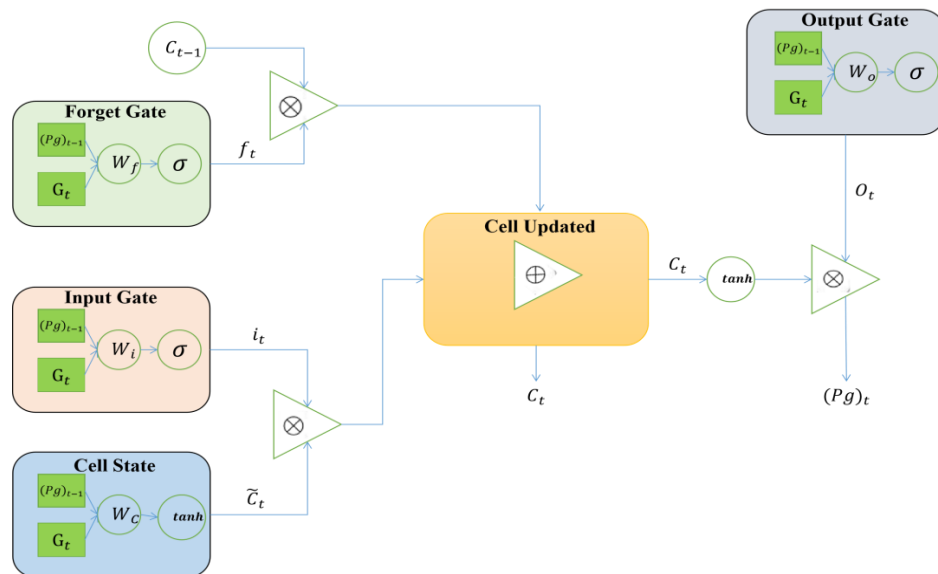 C_{t-1}
⊗
Forget Gate
(Pg)_{t-1}
G_t
W_f
σ
f_t
Input Gate
(Pg)_{t-1}
G_t
W_i
σ
i_t
⊗
Cell State
(Pg)_{t-1}
G_t
W_C
tanh
C̃_t
Cell Updated
⊕
C_t
C_t
tanh
Output Gate
(Pg)_{t-1}
G_t
W_o
σ
O_t
⊗
(Pg)_t